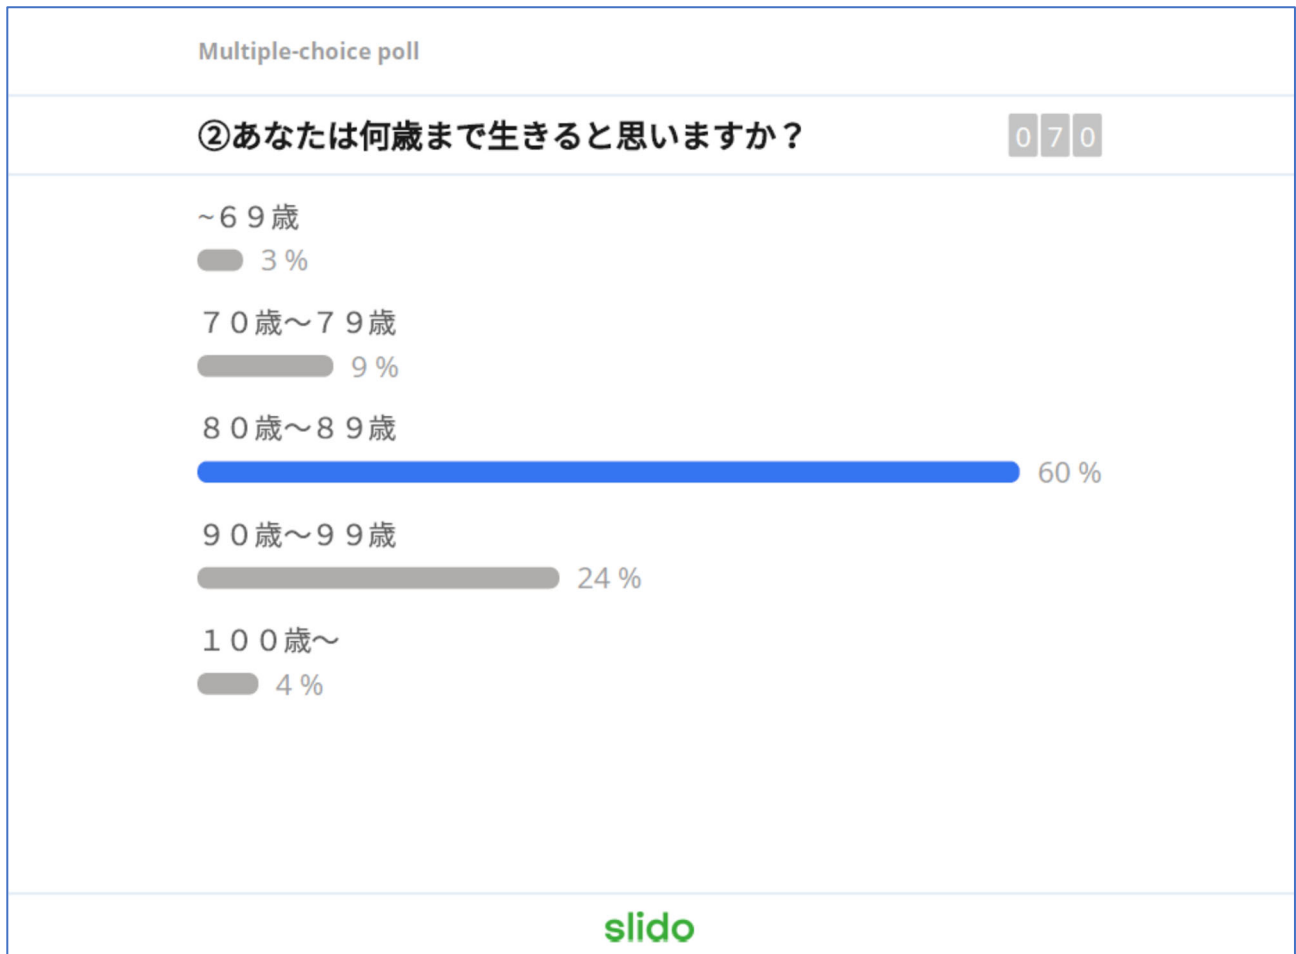 Multiple-choice poll
②あなたは何歳まで生きると思いますか？ 070
~６９歳
3 %
７０歳〜７９歳
9 %
８０歳〜８９歳
60 %
９０歳〜９９歳
24 %
１００歳〜
4 %
slido